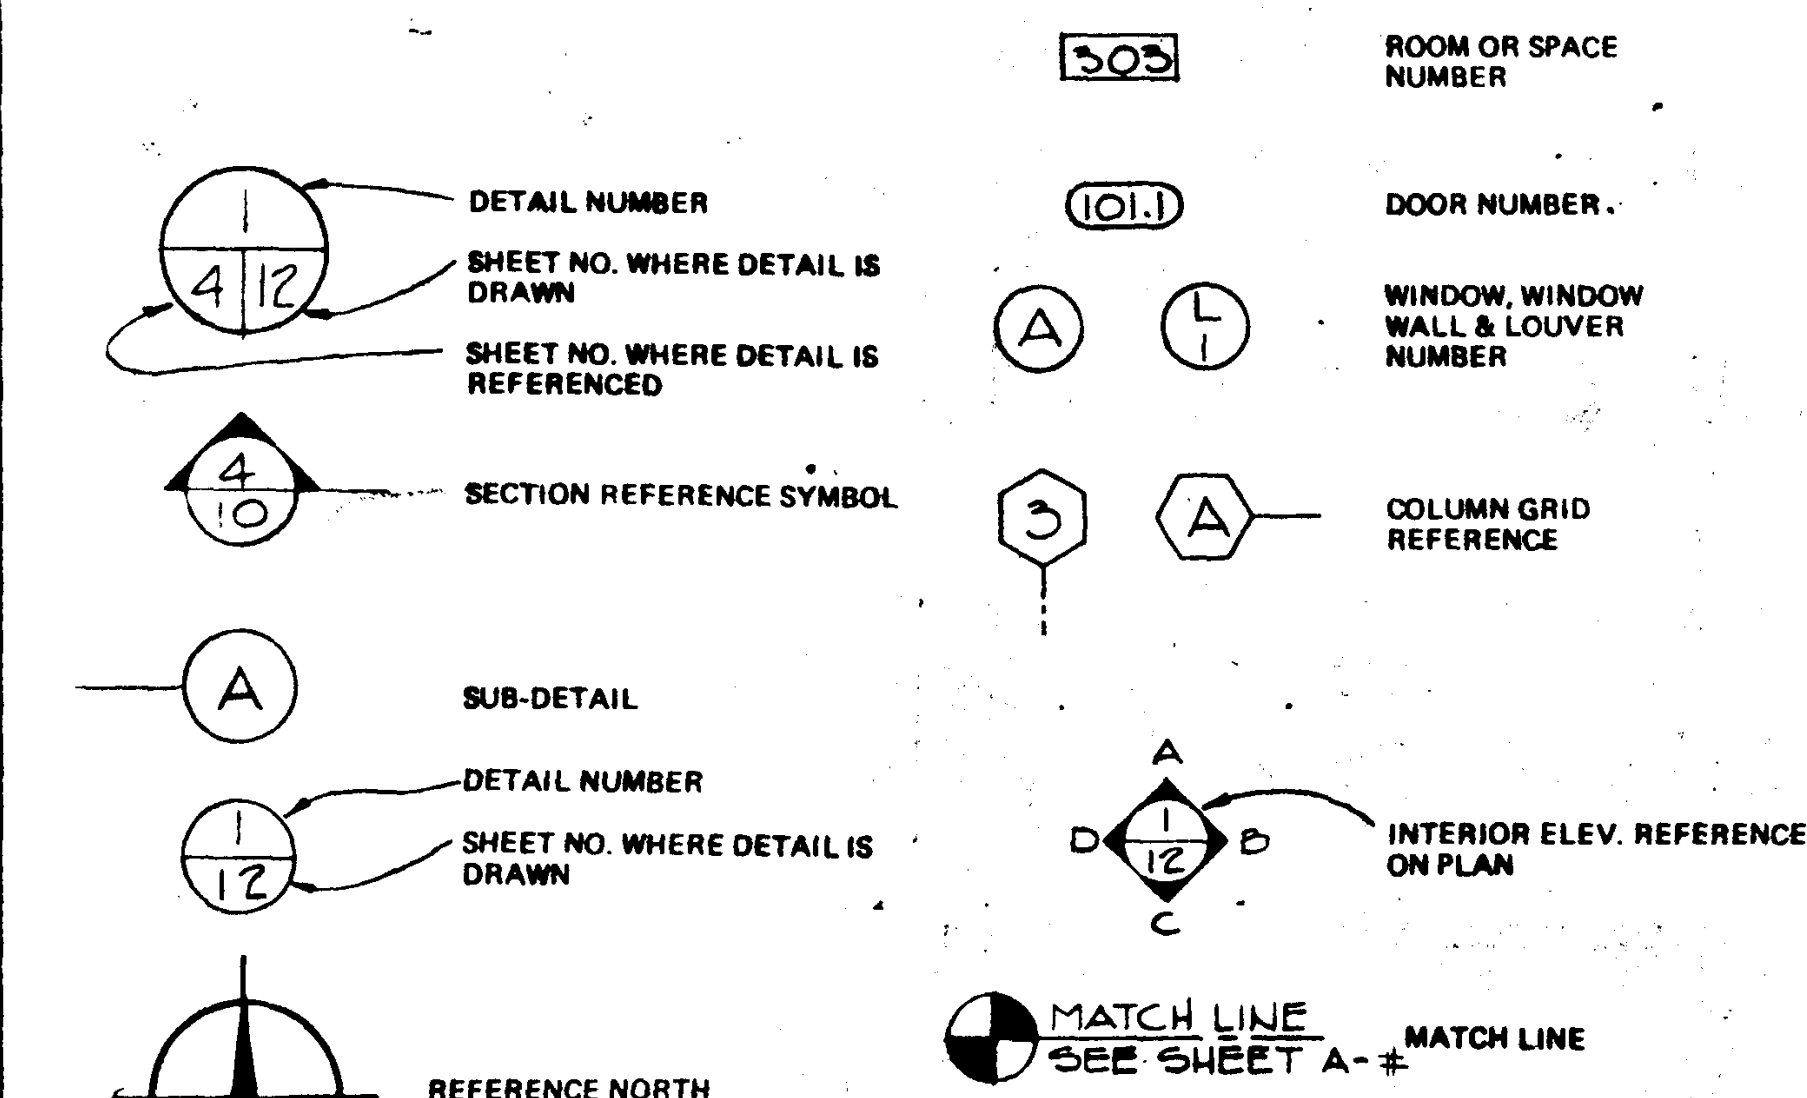 1
4 12
DETAIL NUMBER
SHEET NO. WHERE DETAIL IS
DRAWN
SHEET NO. WHERE DETAIL IS
REFERENCED
4
10
SECTION REFERENCE SYMBOL
A
SUB-DETAIL
DETAIL NUMBER
1
12
SHEET NO. WHERE DETAIL IS
DRAWN
REFERENCE NORTH
303
ROOM OR SPACE
NUMBER
101.1
DOOR NUMBER.
A
L
1
WINDOW, WINDOW
WALL & LOUVER
NUMBER
3
A
COLUMN GRID
REFERENCE
A
D
1
12
B
C
INTERIOR ELEV. REFERENCE
ON PLAN
MATCH LINE
SEE SHEET A-#
MATCH LINE